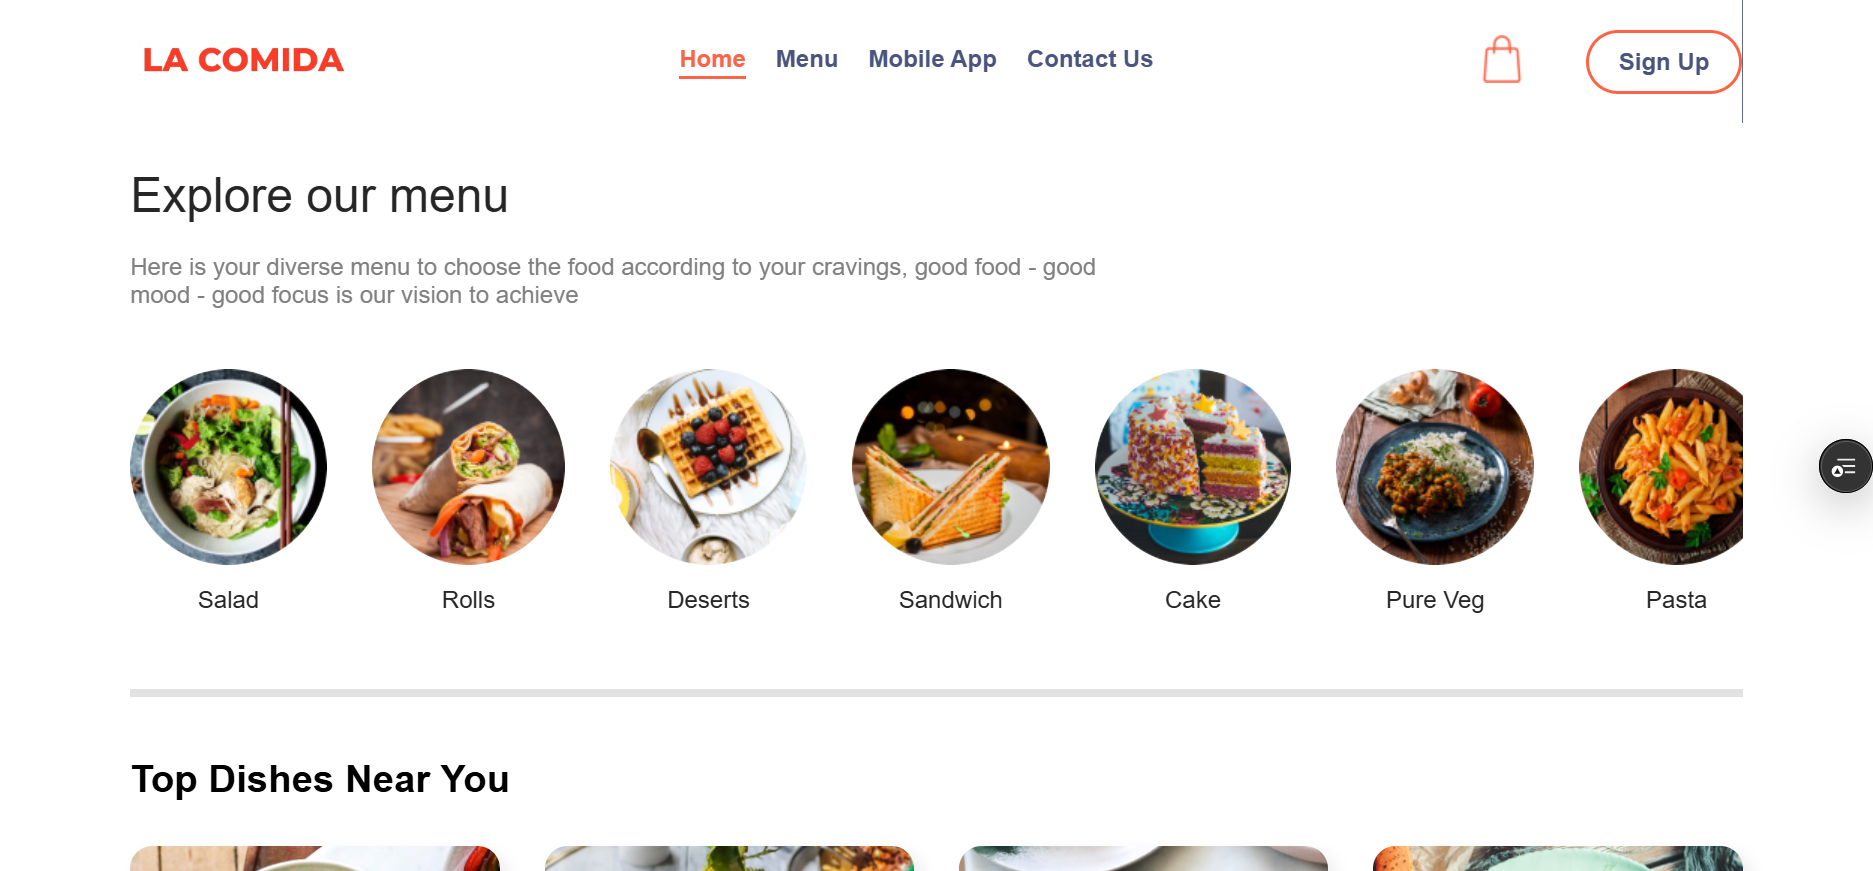 LA COMIDA
Home Menu Mobile App Contact Us
Sign Up
Explore our menu
Here is your diverse menu to choose the food according to your cravings, good food - good
mood - good focus is our vision to achieve
Salad Rolls Deserts Sandwich Cake Pure Veg Pasta
Top Dishes Near You